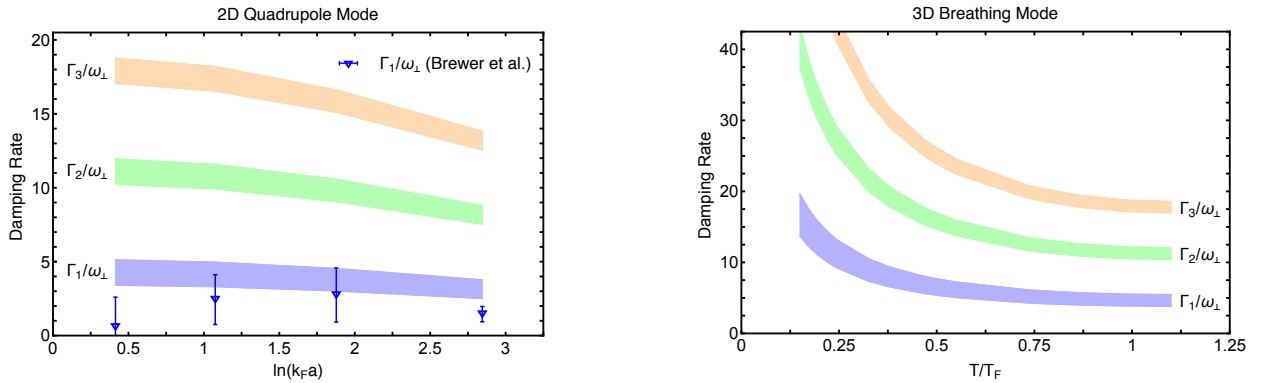 2D Quadrupole Mode
20
15
10
5
0
Damping Rate
Γ₃/ω⊥
Γ₂/ω⊥
Γ₁/ω⊥
Γ₁/ω⊥ (Brewer et al.)
0 0.5 1 1.5 2 2.5 3
ln(k_Fa)
3D Breathing Mode
40
30
20
10
0
Damping Rate
Γ₃/ω⊥
Γ₂/ω⊥
Γ₁/ω⊥
0 0.25 0.5 0.75 1 1.25
T/T_F